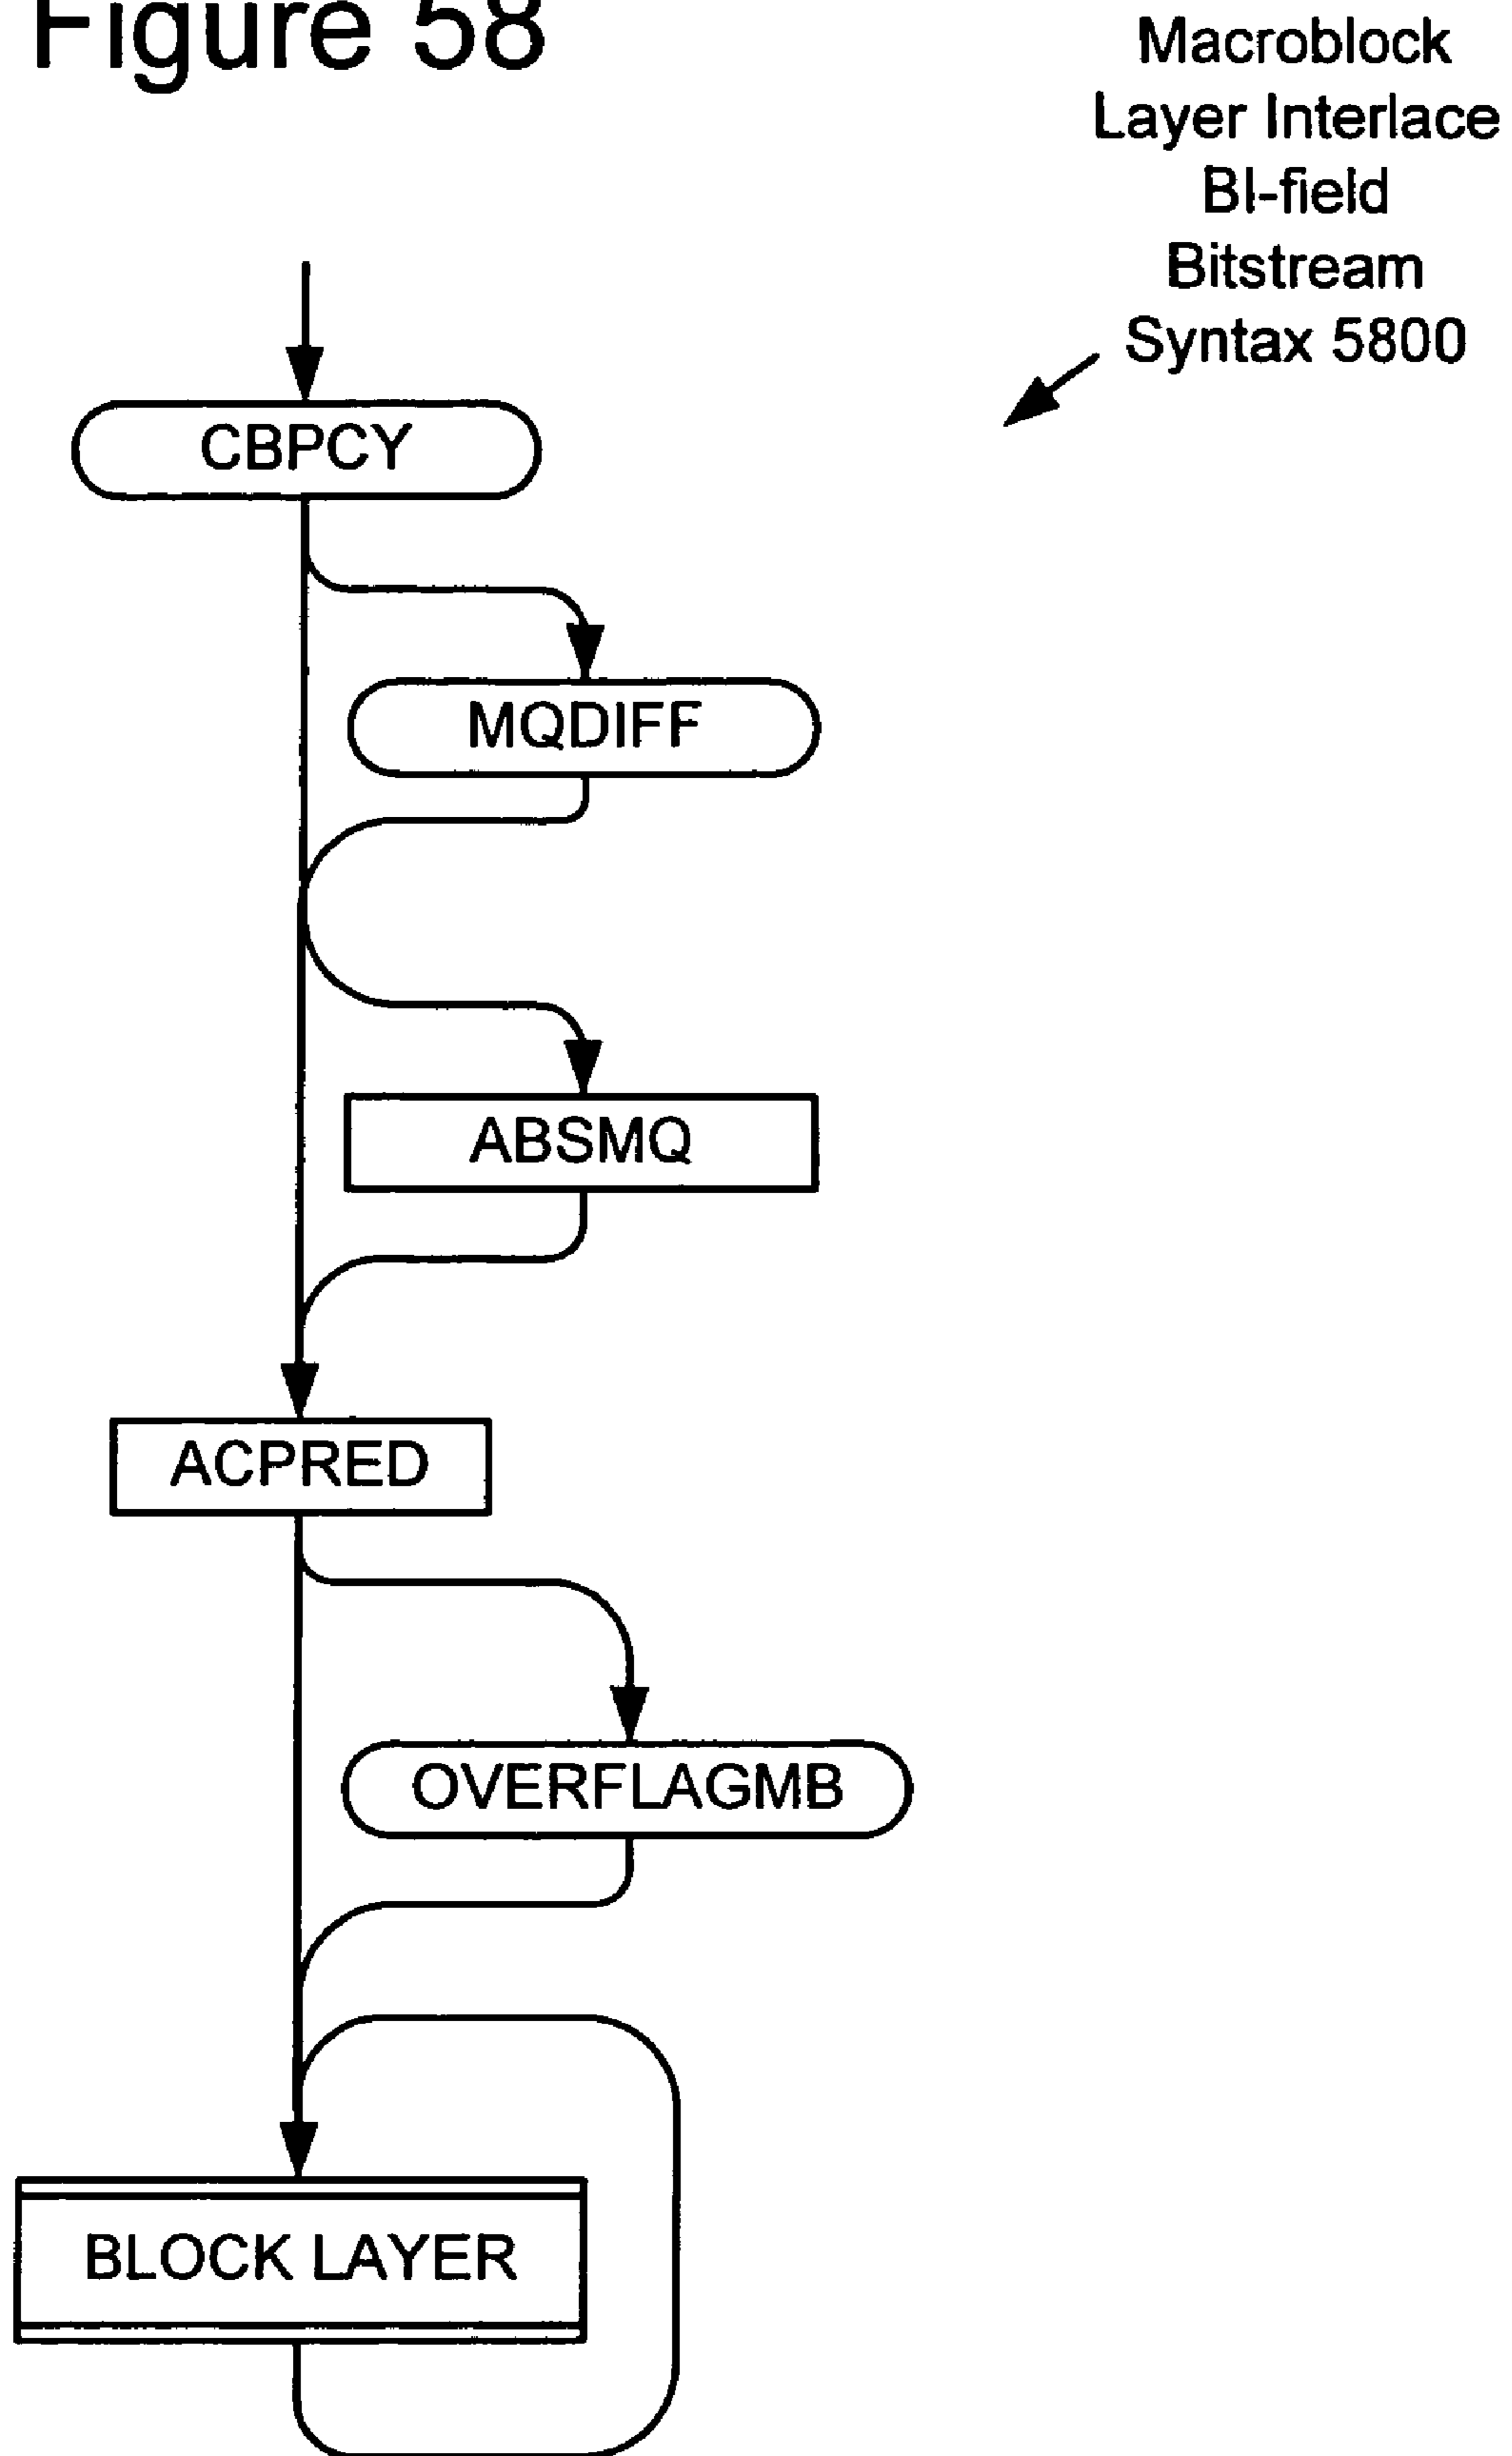 Figure 58
Macroblock
Layer Interlace
BI-field
Bitstream
Syntax 5800
CBPCY
MQDIFF
ABSMQ
ACPRED
OVERFLAGMB
BLOCK LAYER